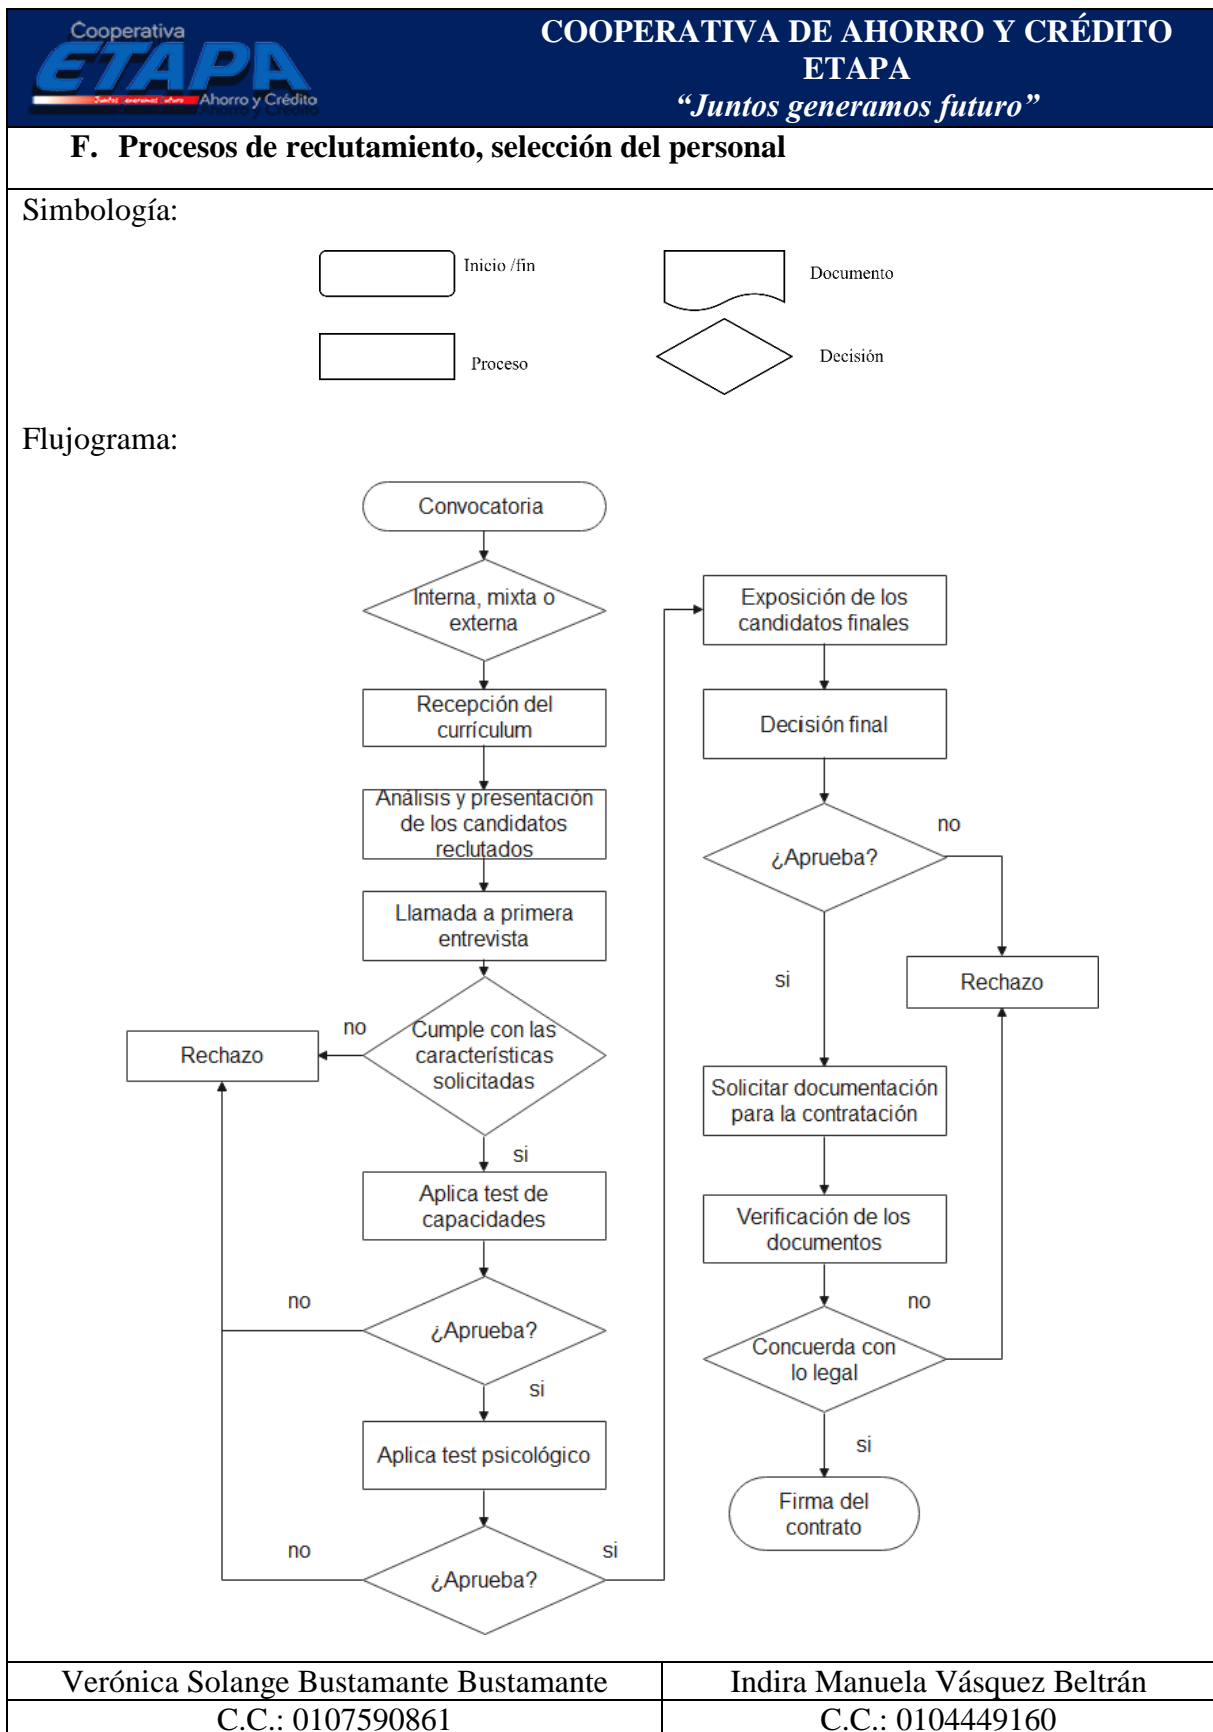 Cooperativa
ETAPA
Juntos generamos futuro
Ahorro y Crédito
COOPERATIVA DE AHORRO Y CRÉDITO
ETAPA
“Juntos generamos futuro”
F. Procesos de reclutamiento, selección del personal
Simbología:
Inicio /fin
Documento
Proceso
Decisión
Flujograma:
Convocatoria
Interna, mixta o
externa
Recepción del
currículum
Análisis y presentación
de los candidatos
reclutados
Llamada a primera
entrevista
Cumple con las
características
solicitadas
no
Rechazo
si
Aplica test de
capacidades
¿Aprueba?
no
si
Aplica test psicológico
¿Aprueba?
no
si
Exposición de los
candidatos finales
Decisión final
¿Aprueba?
no
Rechazo
si
Solicitar documentación
para la contratación
Verificación de los
documentos
Concuerda con
lo legal
no
si
Firma del
contrato
Verónica Solange Bustamante Bustamante
Indira Manuela Vásquez Beltrán
C.C.: 0107590861
C.C.: 0104449160